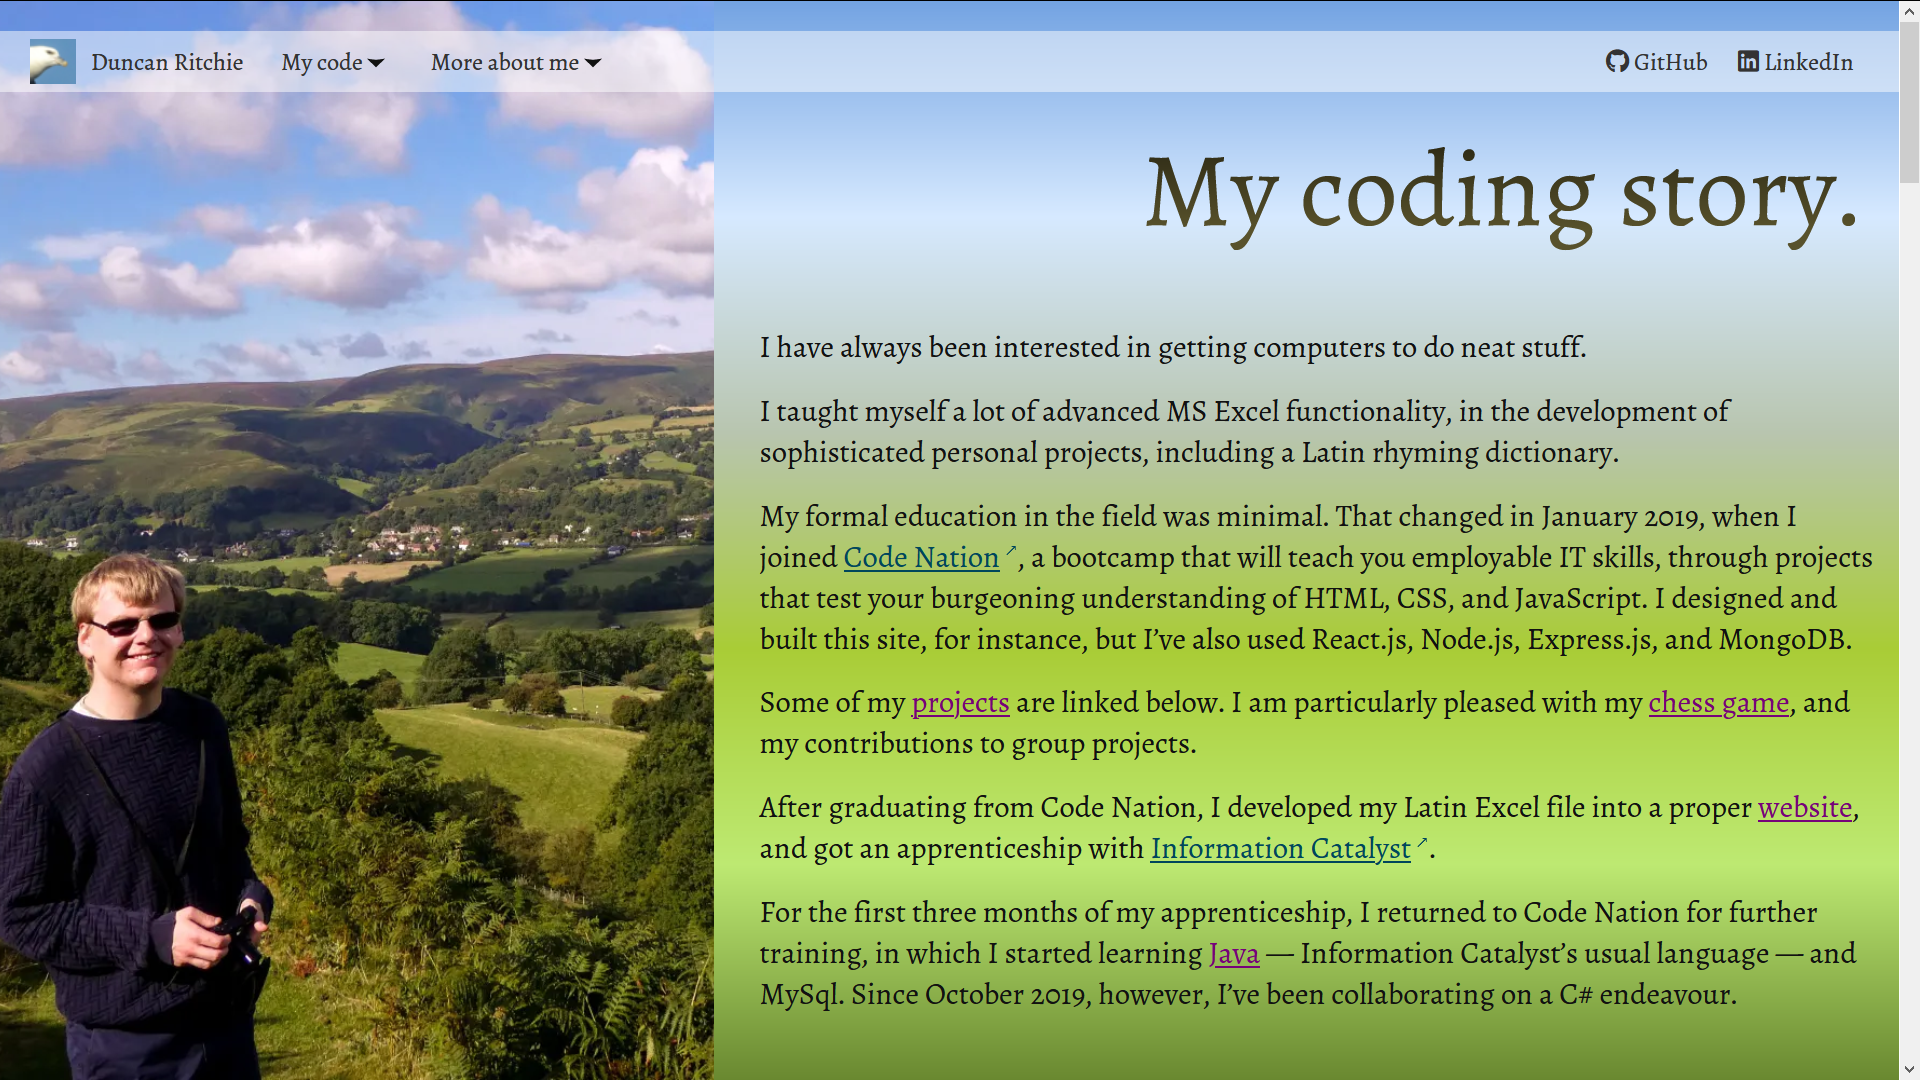 Duncan Ritchie My code More about me GitHub LinkedIn
My coding story.
I have always been interested in getting computers to do neat stuff.
I taught myself a lot of advanced MS Excel functionality, in the development of
sophisticated personal projects, including a Latin rhyming dictionary.
My formal education in the field was minimal. That changed in January 2019, when I
joined Code Nation↗, a bootcamp that will teach you employable IT skills, through projects
that test your burgeoning understanding of HTML, CSS, and JavaScript. I designed and
built this site, for instance, but I’ve also used React.js, Node.js, Express.js, and MongoDB.
Some of my projects are linked below. I am particularly pleased with my chess game, and
my contributions to group projects.
After graduating from Code Nation, I developed my Latin Excel file into a proper website,
and got an apprenticeship with Information Catalyst↗.
For the first three months of my apprenticeship, I returned to Code Nation for further
training, in which I started learning Java — Information Catalyst’s usual language — and
MySql. Since October 2019, however, I’ve been collaborating on a C# endeavour.